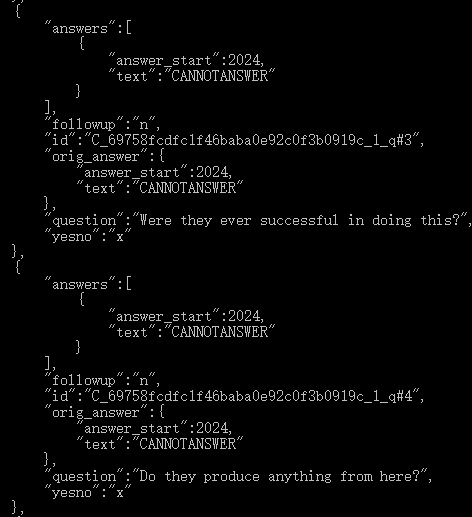 },
{
"answers":[
{
"answer_start":2024,
"text":"CANNOTANSWER"
}
],
"followup":"n",
"id":"C_69758fcdfc1f46baba0e92c0f3b0919c_1_q#3",
"orig_answer":{
"answer_start":2024,
"text":"CANNOTANSWER"
},
"question":"Were they ever successful in doing this?",
"yesno":"x"
},
{
"answers":[
{
"answer_start":2024,
"text":"CANNOTANSWER"
}
],
"followup":"n",
"id":"C_69758fcdfc1f46baba0e92c0f3b0919c_1_q#4",
"orig_answer":{
"answer_start":2024,
"text":"CANNOTANSWER"
},
"question":"Do they produce anything from here?",
"yesno":"x"
},